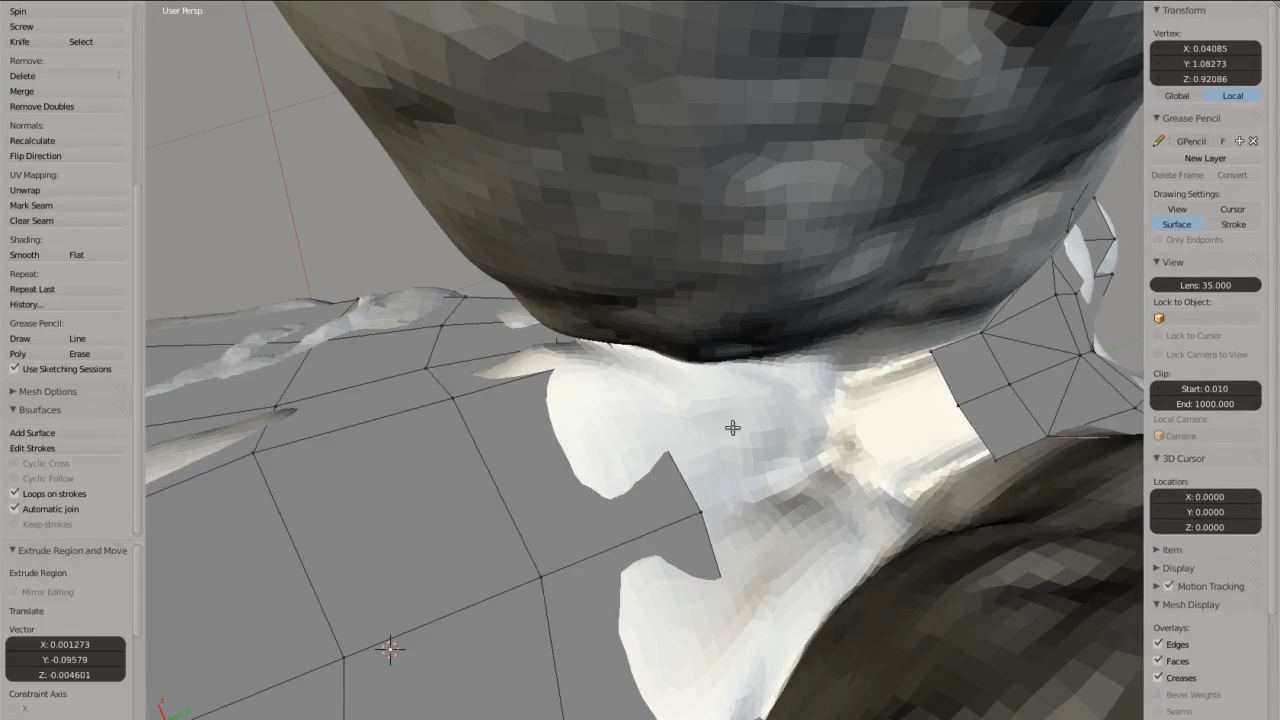 Spin
Screw
Knife Select
Remove:
Delete
Merge
Remove Doubles
Normals:
Recalculate
Flip Direction
UV Mapping:
Unwrap
Mark Seam
Clear Seam
Shading:
Smooth Flat
Repeat:
Repeat Last
History...
Grease Pencil:
Draw Line
Poly Erase
Use Sketching Sessions
Mesh Options
Bsurfaces
Add Surface
Edit Strokes
Cyclic Cross
Cyclic Follow
Loops on strokes
Automatic join
Keep strokes
Extrude Region and Move
Extrude Region
Mirror Editing
Translate
Vector
X: 0.001273
Y: -0.09579
Z: -0.004601
Constraint Axis
X
User Persp
Transform
Vertex:
X: 0.04085
Y: 1.08273
Z: 0.92086
Global Local
Grease Pencil
GPencil F
New Layer
Delete Frame Convert
Drawing Settings:
View Cursor
Surface Stroke
Only Endpoints
View
Lens: 35.000
Lock to Object:
Lock to Cursor
Lock Camera to View
Clip:
Start: 0.010
End: 1000.000
Local Camera:
Camera
3D Cursor
Location:
X: 0.0000
Y: 0.0000
Z: 0.0000
Item
Display
Motion Tracking
Mesh Display
Overlays:
Edges
Faces
Creases
Bevel Weights
Seams